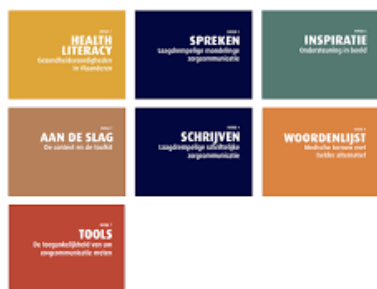 HEALTH
LITERACY
Gezondheidsvaardigheden
in Vlaanderen
SPREKEN
Laagdrempelige mondelinge
zorgcommunicatie
INSPIRATIE
Ondersteuning in beeld
AAN DE SLAG
De context en de toolkit
SCHRIJVEN
Laagdrempelige schriftelijke
zorgcommunicatie
WOORDENLIJST
Medische termen met
helder alternatief
TOOLS
De toegankelijkheid van uw
zorgcommunicatie meten